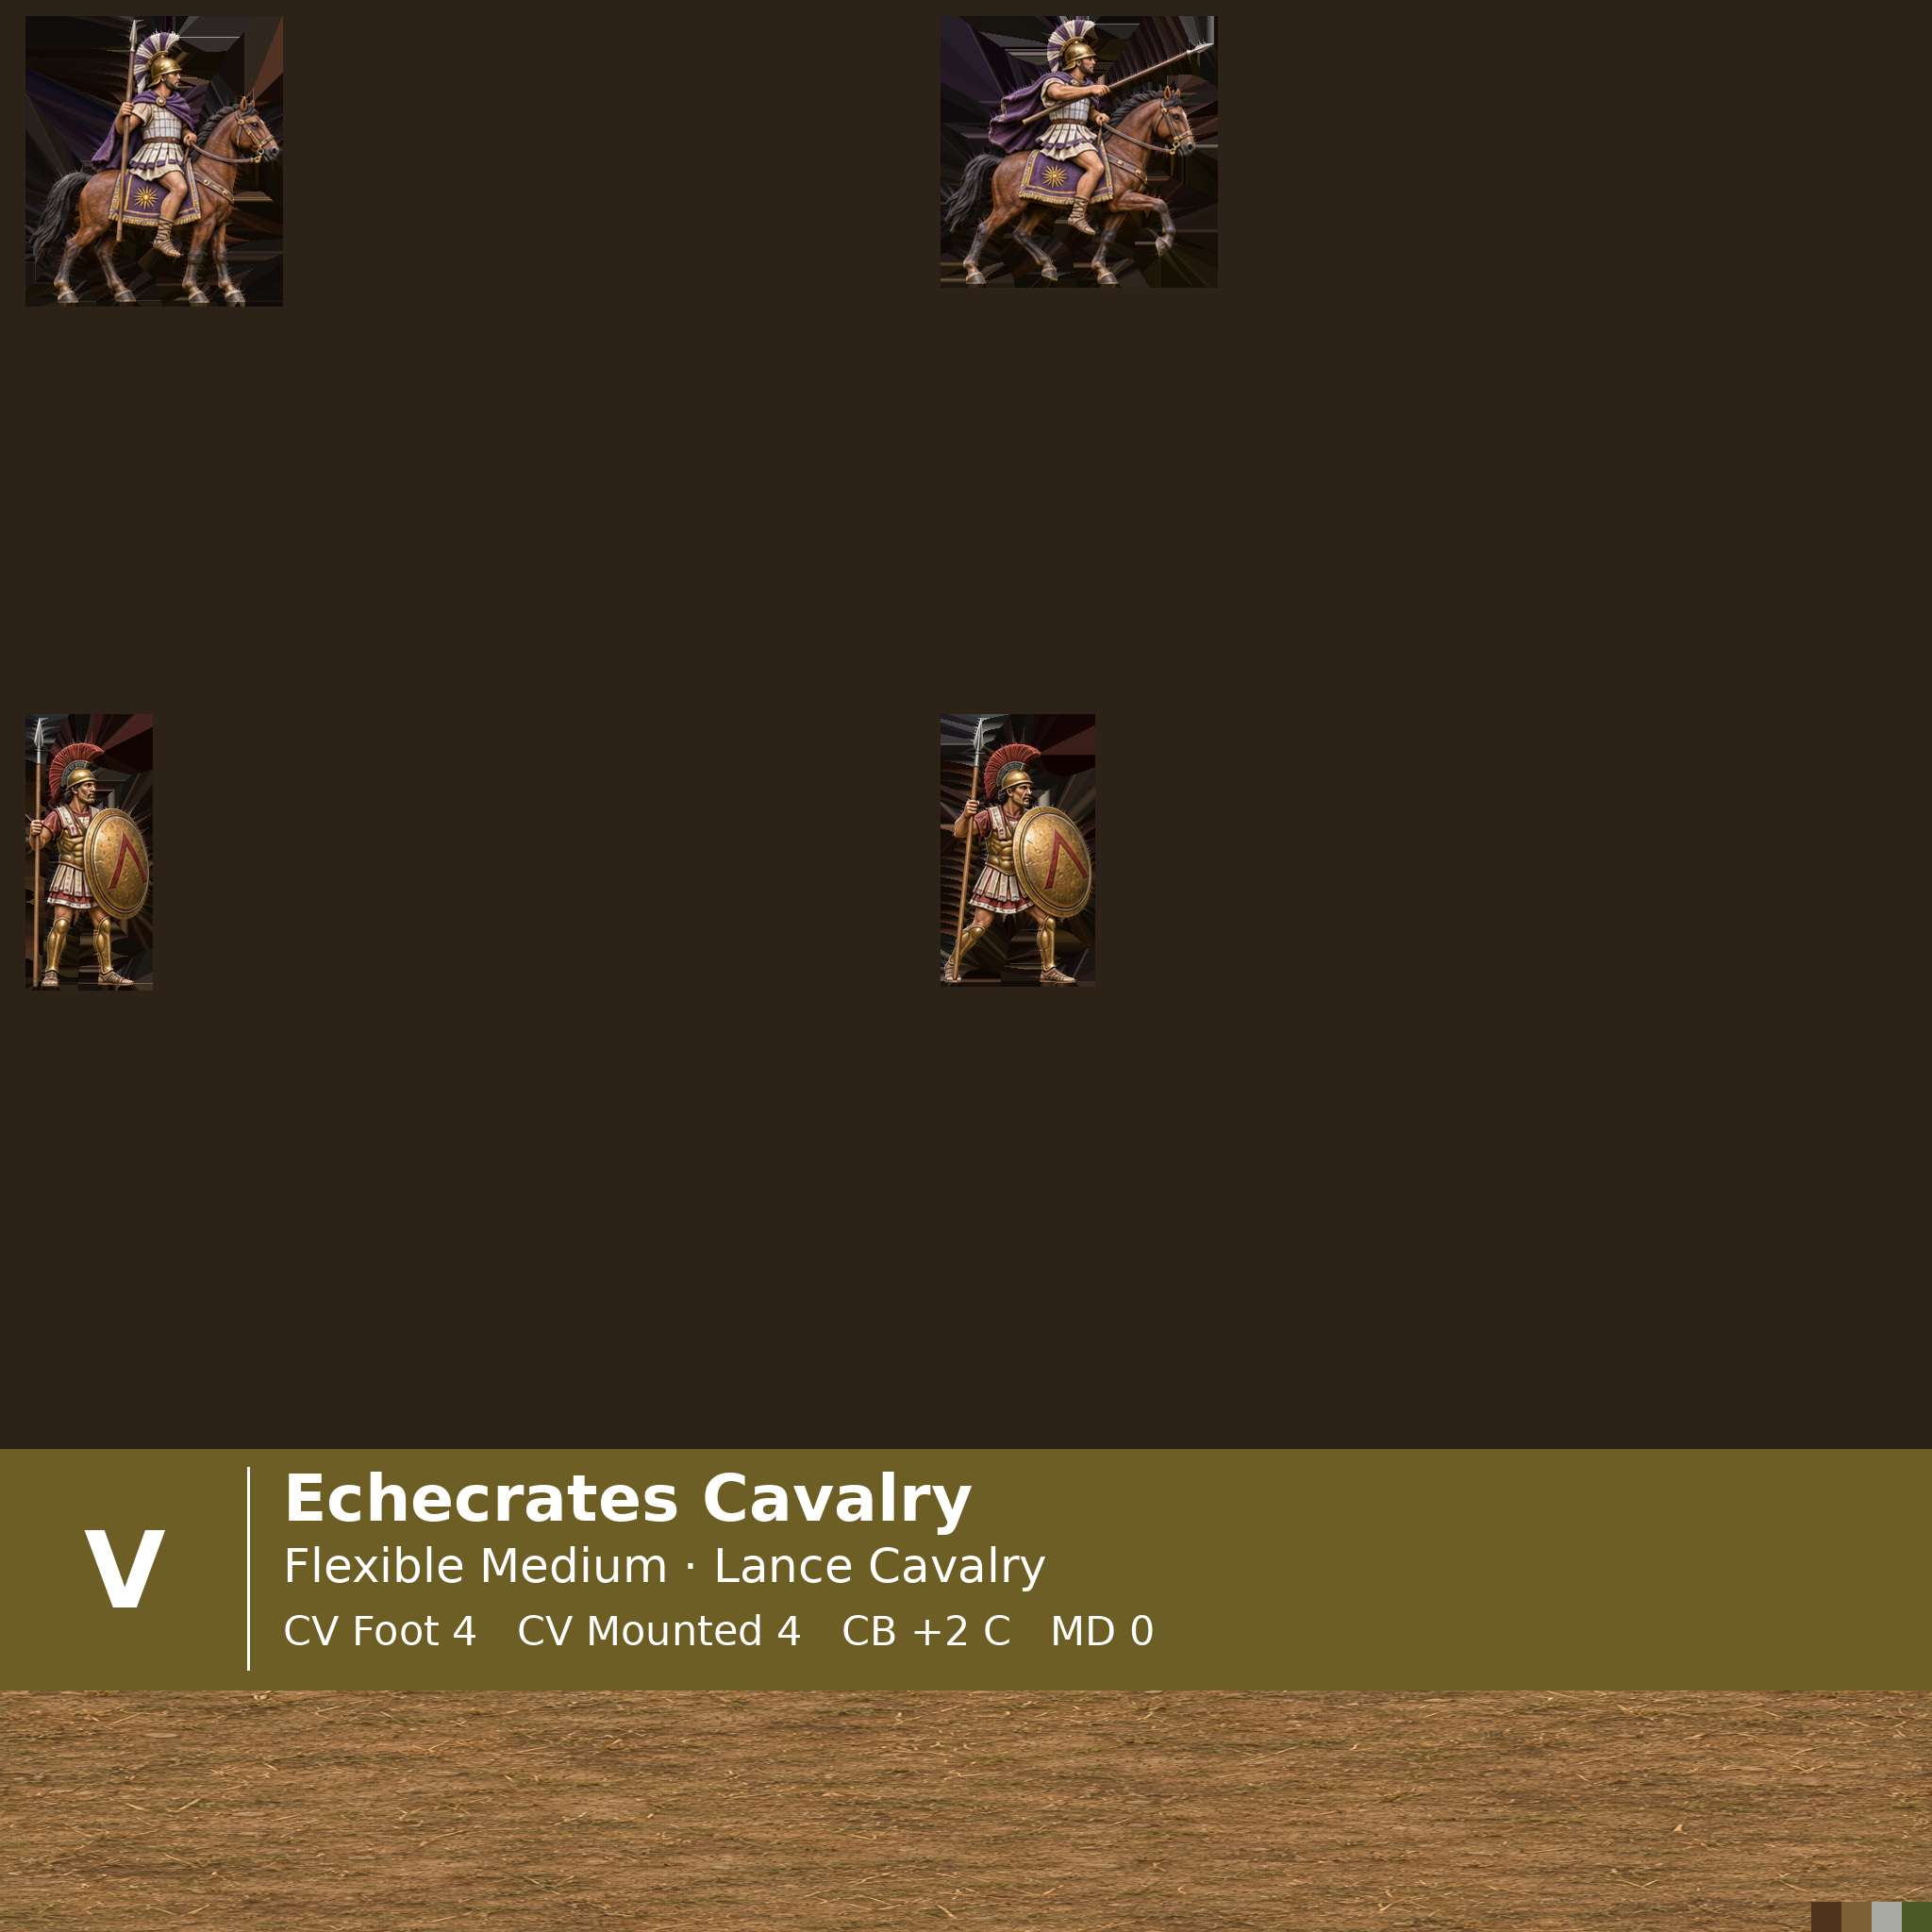 V
Echecrates Cavalry
Flexible Medium · Lance Cavalry
CV Foot 4 CV Mounted 4 CB +2 C MD 0